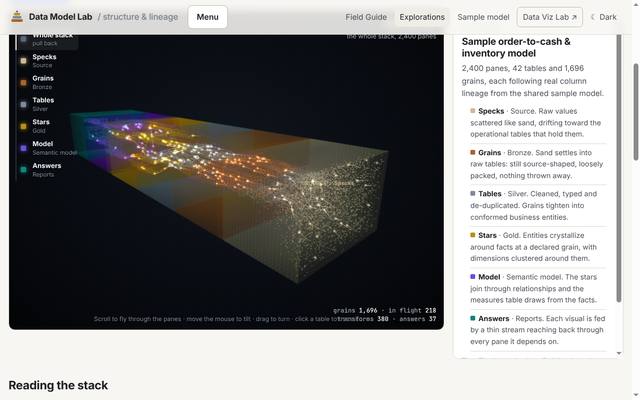 Data Model Lab / structure & lineage
Menu
Field Guide
Explorations
Sample model
Data Viz Lab ↗
☾ Dark
Whole stack
pull back
Specks
Source
Grains
Bronze
Tables
Silver
Stars
Gold
Model
Semantic model
Answers
Reports
the whole stack, 2,400 panes
Specks
grains 1,696 · in flight 218
Scroll to fly through the panes · move the mouse to tilt · drag to turn · click a table to
transforms 380 · answers 37
Sample order-to-cash &
inventory model
2,400 panes, 42 tables and 1,696
grains, each following real column
lineage from the shared sample model.
Specks · Source. Raw values
scattered like sand, drifting toward the
operational tables that hold them.
Grains · Bronze. Sand settles into
raw tables: still source-shaped, loosely
packed, nothing thrown away.
Tables · Silver. Cleaned, typed and
de-duplicated. Grains tighten into
conformed business entities.
Stars · Gold. Entities crystallize
around facts at a declared grain, with
dimensions clustered around them.
Model · Semantic model. The stars
join through relationships and the
measures table draws from the facts.
Answers · Reports. Each visual is fed
by a thin stream reaching back through
every pane it depends on.
Reading the stack